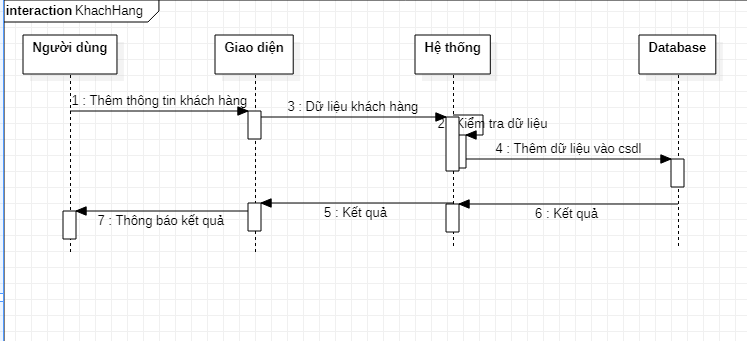 interaction KhachHang
Người dùng
Giao diện
Hệ thống
Database
1 : Thêm thông tin khách hàng
3 : Dữ liệu khách hàng
2 : Kiểm tra dữ liệu
4 : Thêm dữ liệu vào csdl
5 : Kết quả
6 : Kết quả
7 : Thông báo kết quả